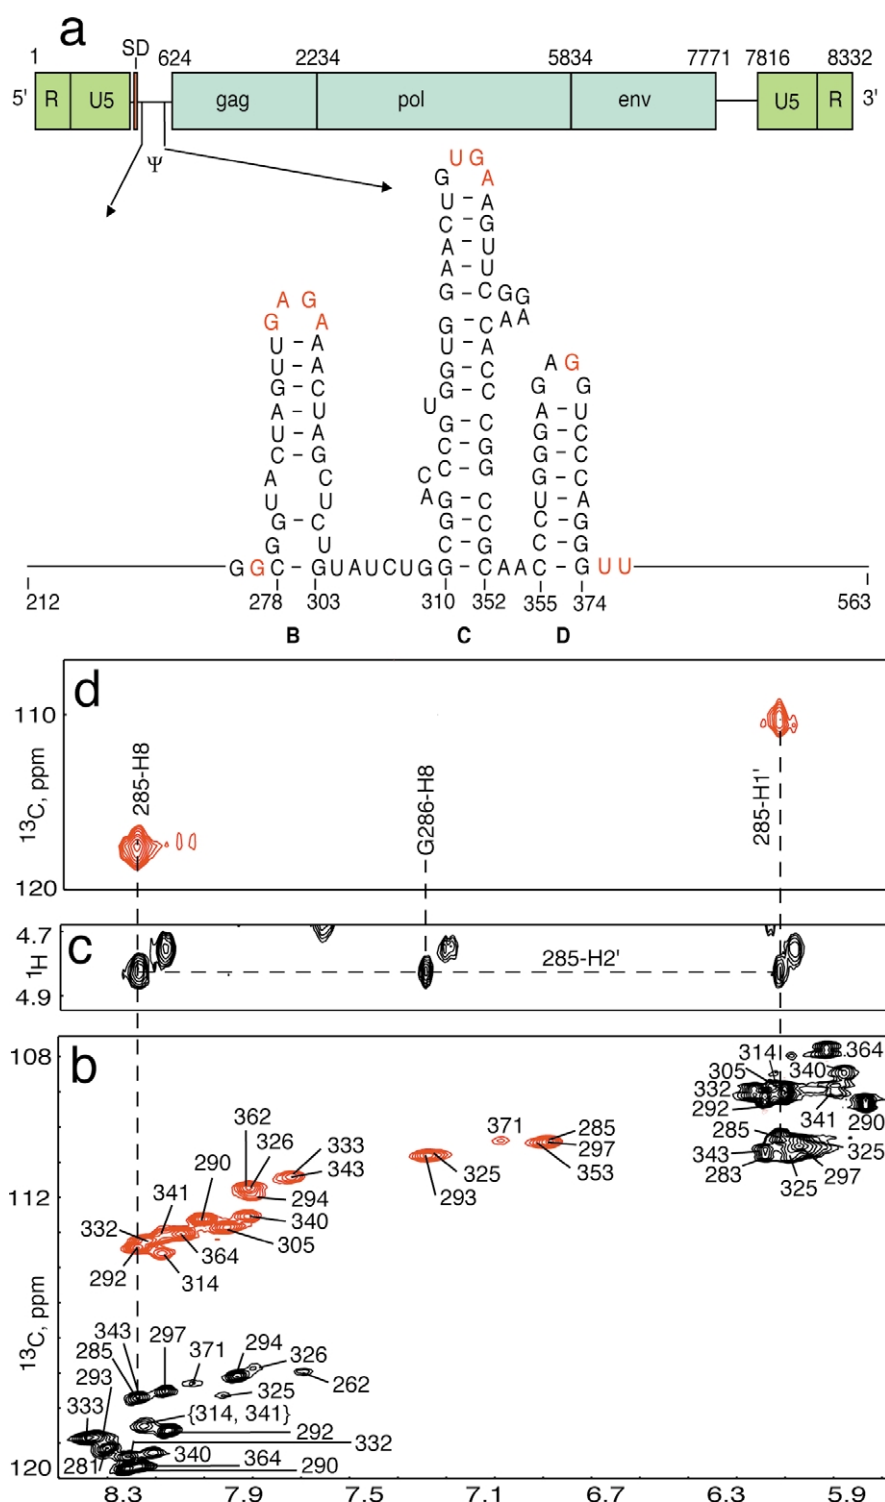 a
1 SD 624 2234 5834 7771 7816 8332
5' R U5 gag pol env U5 R 3'
Ψ
U G
G A
U - A
C - G
A - U
A - U
G - C G G
A A
G - C
U - A
G - C
G - C
U
G C
C - G
C - G
C
A
G - C
G - C
G - C
C - G
A G
G A
U - A
U - A
G - C
A - U
U - A
C - G
A C
U U
G - C
G U
A G
G G
A - U
G - C
G - C
G - C
U A
C - G
C - G
G G C - G U A U C U G G C - G C A A C - G U U
212 278 303 310 352 355 374 563
B C D
d
110
13C, ppm
120
285-H8
G286-H8
285-H1'
c
4.7
1H
4.9
285-H2'
b
108
112
13C, ppm
120
314 364
305 340
332
292 341 290
285
343 325
283 325 297
362
326 333
290 343
341 294
332 340
305
364
292 314
371 285
297
325 353
293
343 297 371 294
285 326
293 262
333 325
{314, 341}
292
332
281 340 364
290
8.3 7.9 7.5 7.1 6.7 6.3 5.9